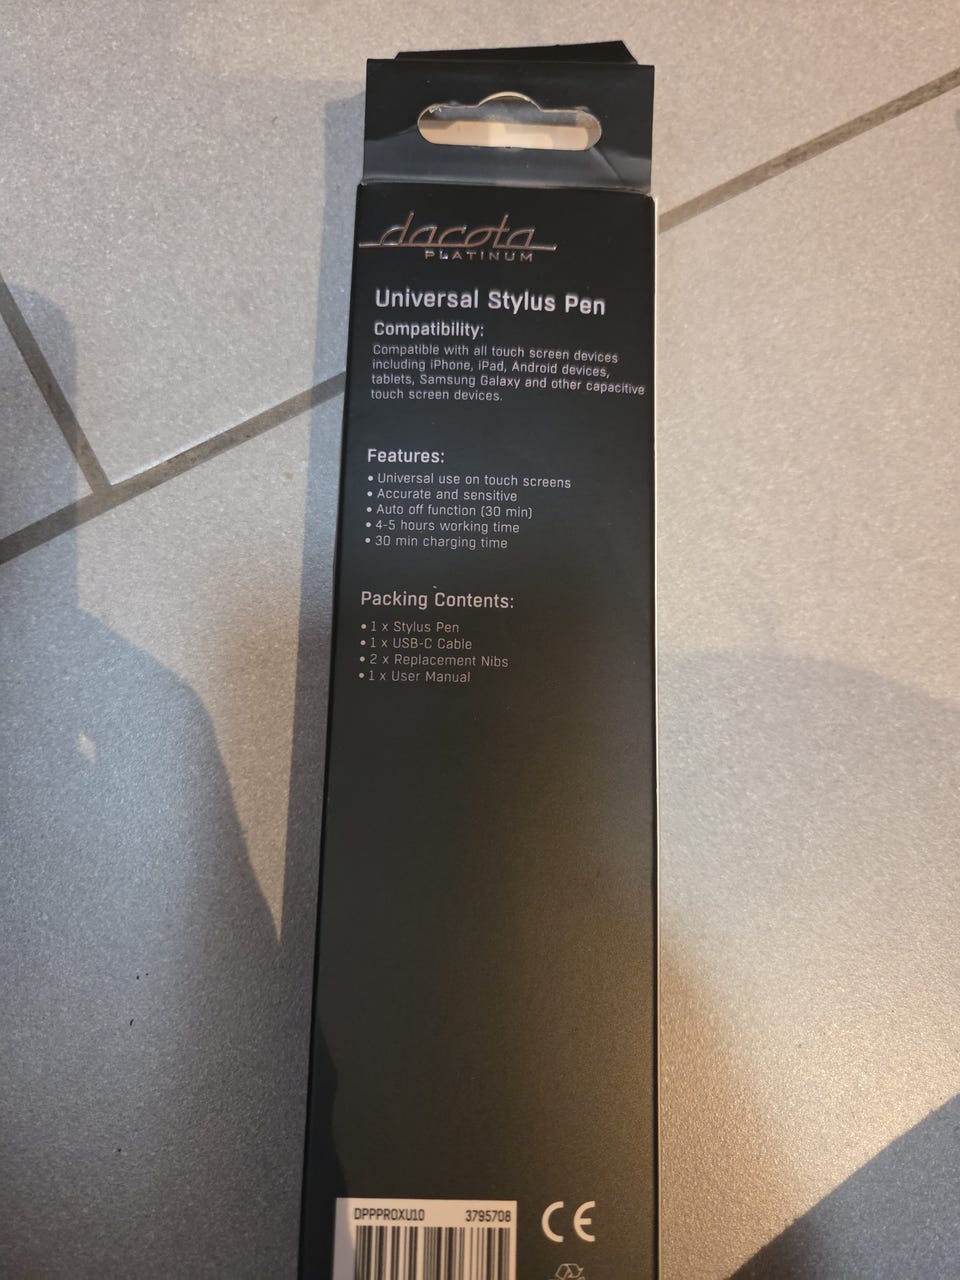 dacota
PLATINUM
Universal Stylus Pen
Compatibility:
Compatible with all touch screen devices
including iPhone, iPad, Android devices,
tablets, Samsung Galaxy and other capacitive
touch screen devices.
Features:
• Universal use on touch screens
• Accurate and sensitive
• Auto off function (30 min)
• 4-5 hours working time
• 30 min charging time
Packing Contents:
• 1 x Stylus Pen
• 1 x USB-C Cable
• 2 x Replacement Nibs
• 1 x User Manual
DPPPROXU10 3795708
CE